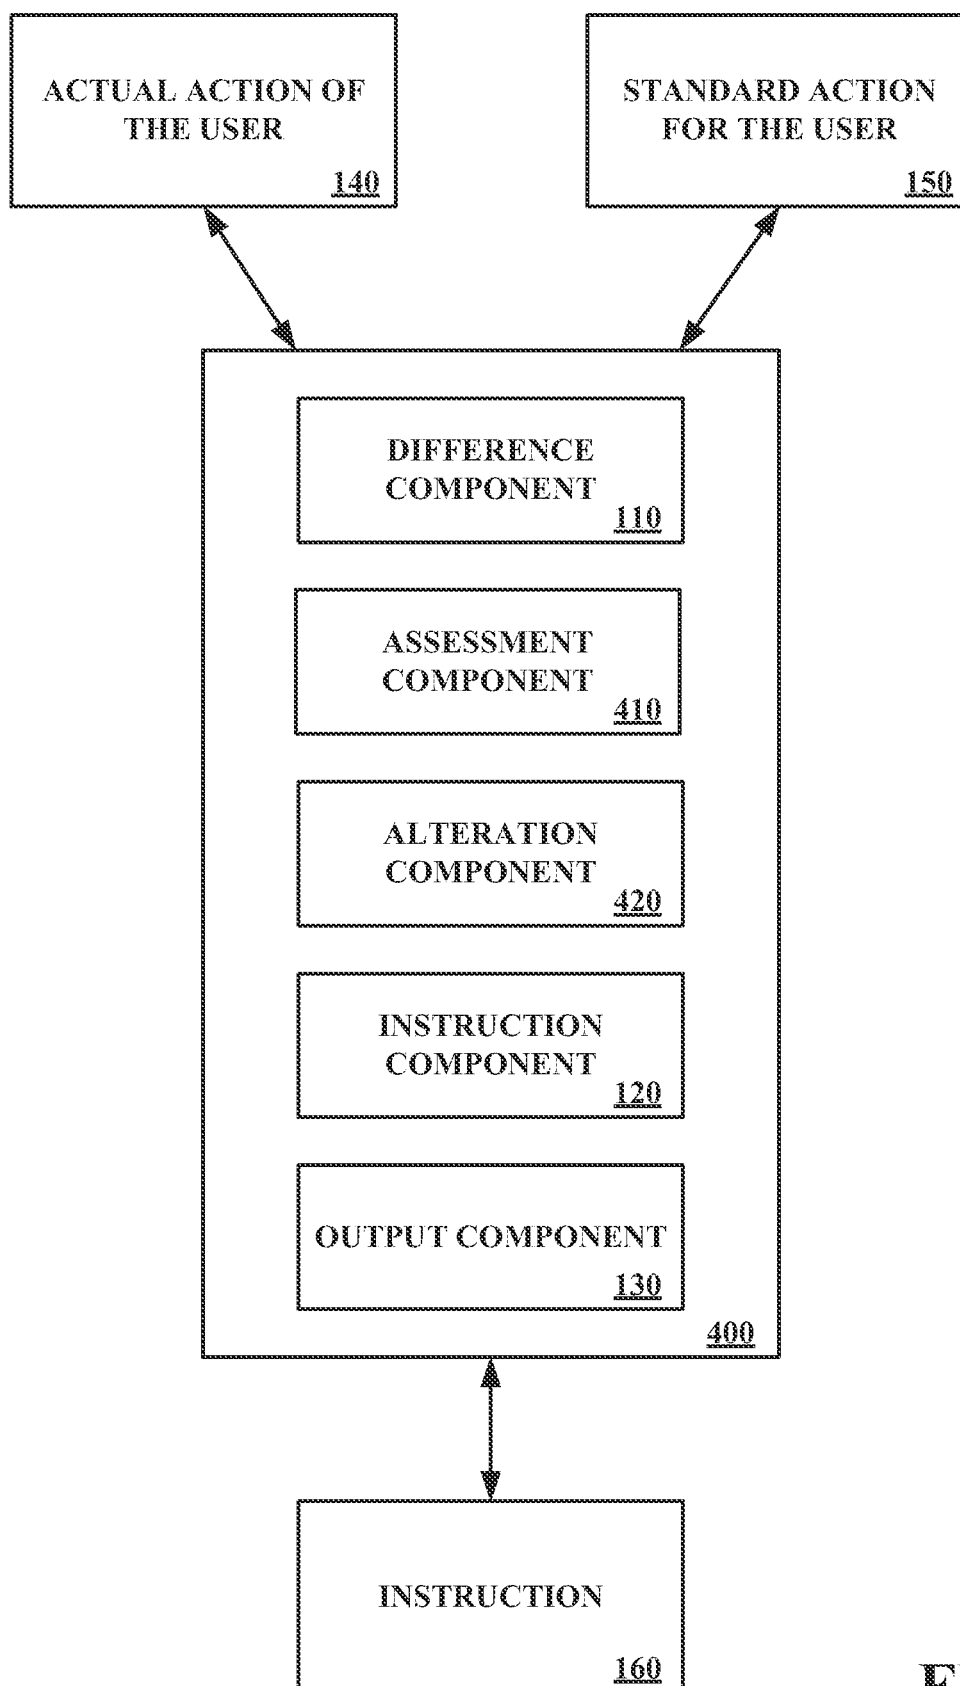 ACTUAL ACTION OF
THE USER
140
STANDARD ACTION
FOR THE USER
150
DIFFERENCE
COMPONENT
110
ASSESSMENT
COMPONENT
410
ALTERATION
COMPONENT
420
INSTRUCTION
COMPONENT
120
OUTPUT COMPONENT
130
400
INSTRUCTION
160